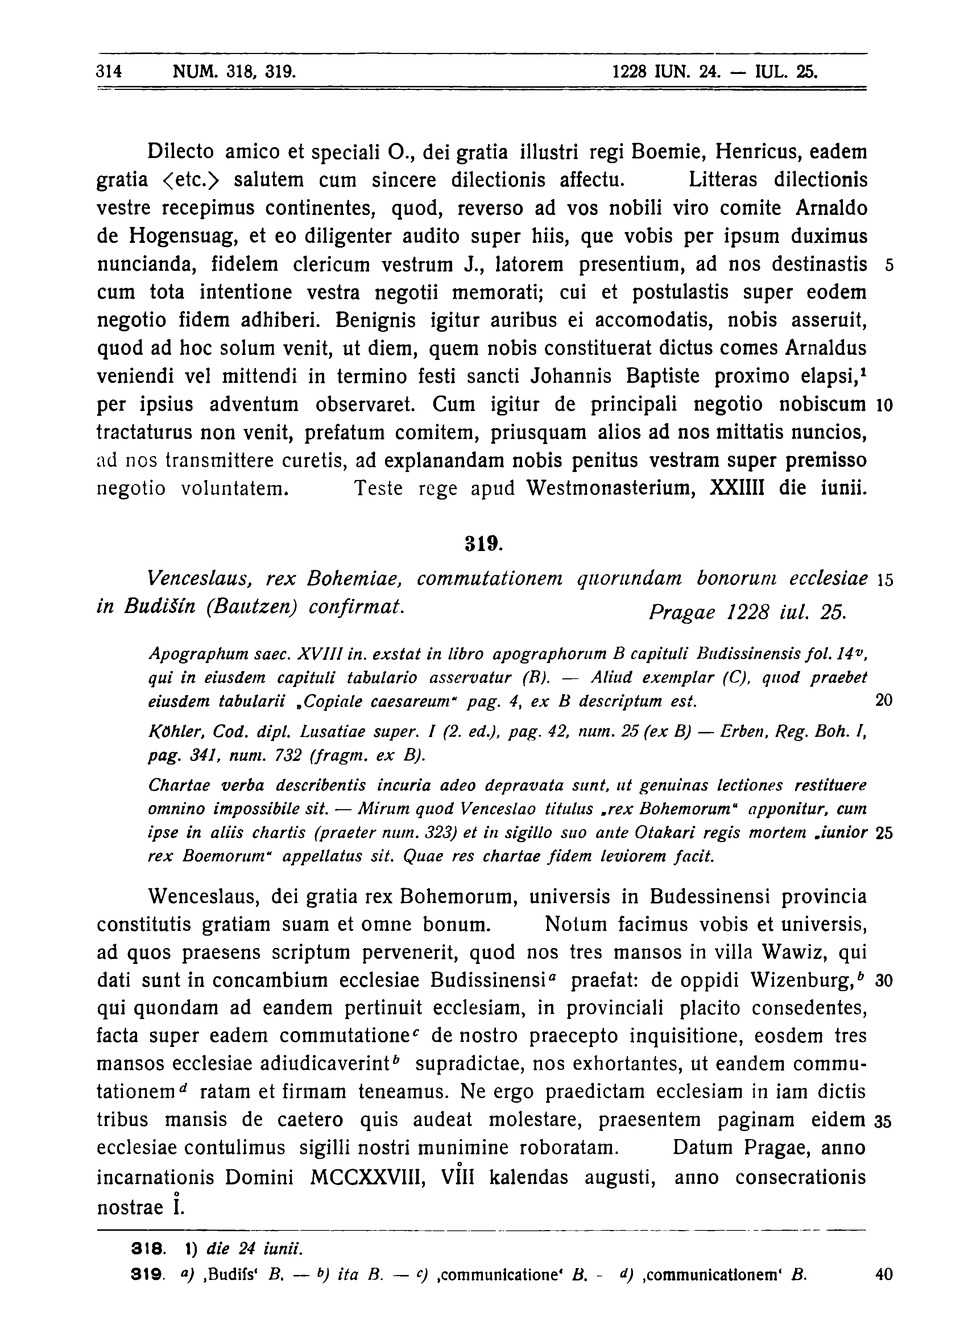 314 NUM. 318, 319. 1228 IUN. 24. — IUL. 25.
Dilecto amico et speciali O., dei gratia illustri regi Boemie, Henricus, eadem
gratia <etc.> salutem cum sincere dilectionis affectu. Litteras dilectionis
vestre recepimus continentes, quod, reverso ad vos nobili viro comite Arnaldo
de Hogensuag, et eo diligenter audito super hiis, que vobis per ipsum duximus
nuncianda, fidelem clericum vestrum J., latorem presentium, ad nos destinastis 5
cum tota intentione vestra negotii memorati; cui et postulastis super eodem
negotio fidem adhiberi. Benignis igitur auribus ei accomodatis, nobis asseruit,
quod ad hoc solum venit, ut diem, quem nobis constituerat dictus comes Arnaldus
veniendi vel mittendi in termino festi sancti Johannis Baptiste proximo elapsi,¹
per ipsius adventum observaret. Cum igitur de principali negotio nobiscum 10
tractaturus non venit, prefatum comitem, priusquam alios ad nos mittatis nuncios,
ad nos transmittere curetis, ad explanandam nobis penitus vestram super premisso
negotio voluntatem. Teste rege apud Westmonasterium, XXIIII die iunii.
319.
Venceslaus, rex Bohemiae, commutationem quorundam bonorum ecclesiae 15
in Budišín (Bautzen) confirmat. Pragae 1228 iul. 25.
Apographum saec. XVIII in. exstat in libro apographorum B capituli Budissinensis fol. 14ᵛ,
qui in eiusdem capituli tabulario asservatur (B). — Aliud exemplar (C), quod praebet
eiusdem tabularii „Copiale caesareum“ pag. 4, ex B descriptum est. 20
Köhler, Cod. dipl. Lusatiae super. I (2. ed.), pag. 42, num. 25 (ex B) — Erben, Reg. Boh. I,
pag. 341, num. 732 (fragm. ex B).
Chartae verba describentis incuria adeo depravata sunt, ut genuinas lectiones restituere
omnino impossibile sit. — Mirum quod Venceslao titulus „rex Bohemorum“ apponitur, cum
ipse in aliis chartis (praeter num. 323) et in sigillo suo ante Otakari regis mortem „iunior 25
rex Boemorum“ appellatus sit. Quae res chartae fidem leviorem facit.
Wenceslaus, dei gratia rex Bohemorum, universis in Budessinensi provincia
constitutis gratiam suam et omne bonum. Notum facimus vobis et universis,
ad quos praesens scriptum pervenerit, quod nos tres mansos in villa Wawiz, qui
dati sunt in concambium ecclesiae Budissinensiᵃ praefat: de oppidi Wizenburg,ᵇ 30
qui quondam ad eandem pertinuit ecclesiam, in provinciali placito consedentes,
facta super eadem commutationeᶜ de nostro praecepto inquisitione, eosdem tres
mansos ecclesiae adiudicaverintᵇ supradictae, nos exhortantes, ut eandem commu-
tationemᵈ ratam et firmam teneamus. Ne ergo praedictam ecclesiam in iam dictis
tribus mansis de caetero quis audeat molestare, praesentem paginam eidem 35
ecclesiae contulimus sigilli nostri munimine roboratam. Datum Pragae, anno
incarnationis Domini MCCXXVIII, VI̊II kalendas augusti, anno consecrationis
nostrae I̊.
318. 1) die 24 iunii.
319. a) ‚Budifs‘ B. — b) ita B. — c) ‚communicatione‘ B. - d) ‚communicationem‘ B. 40